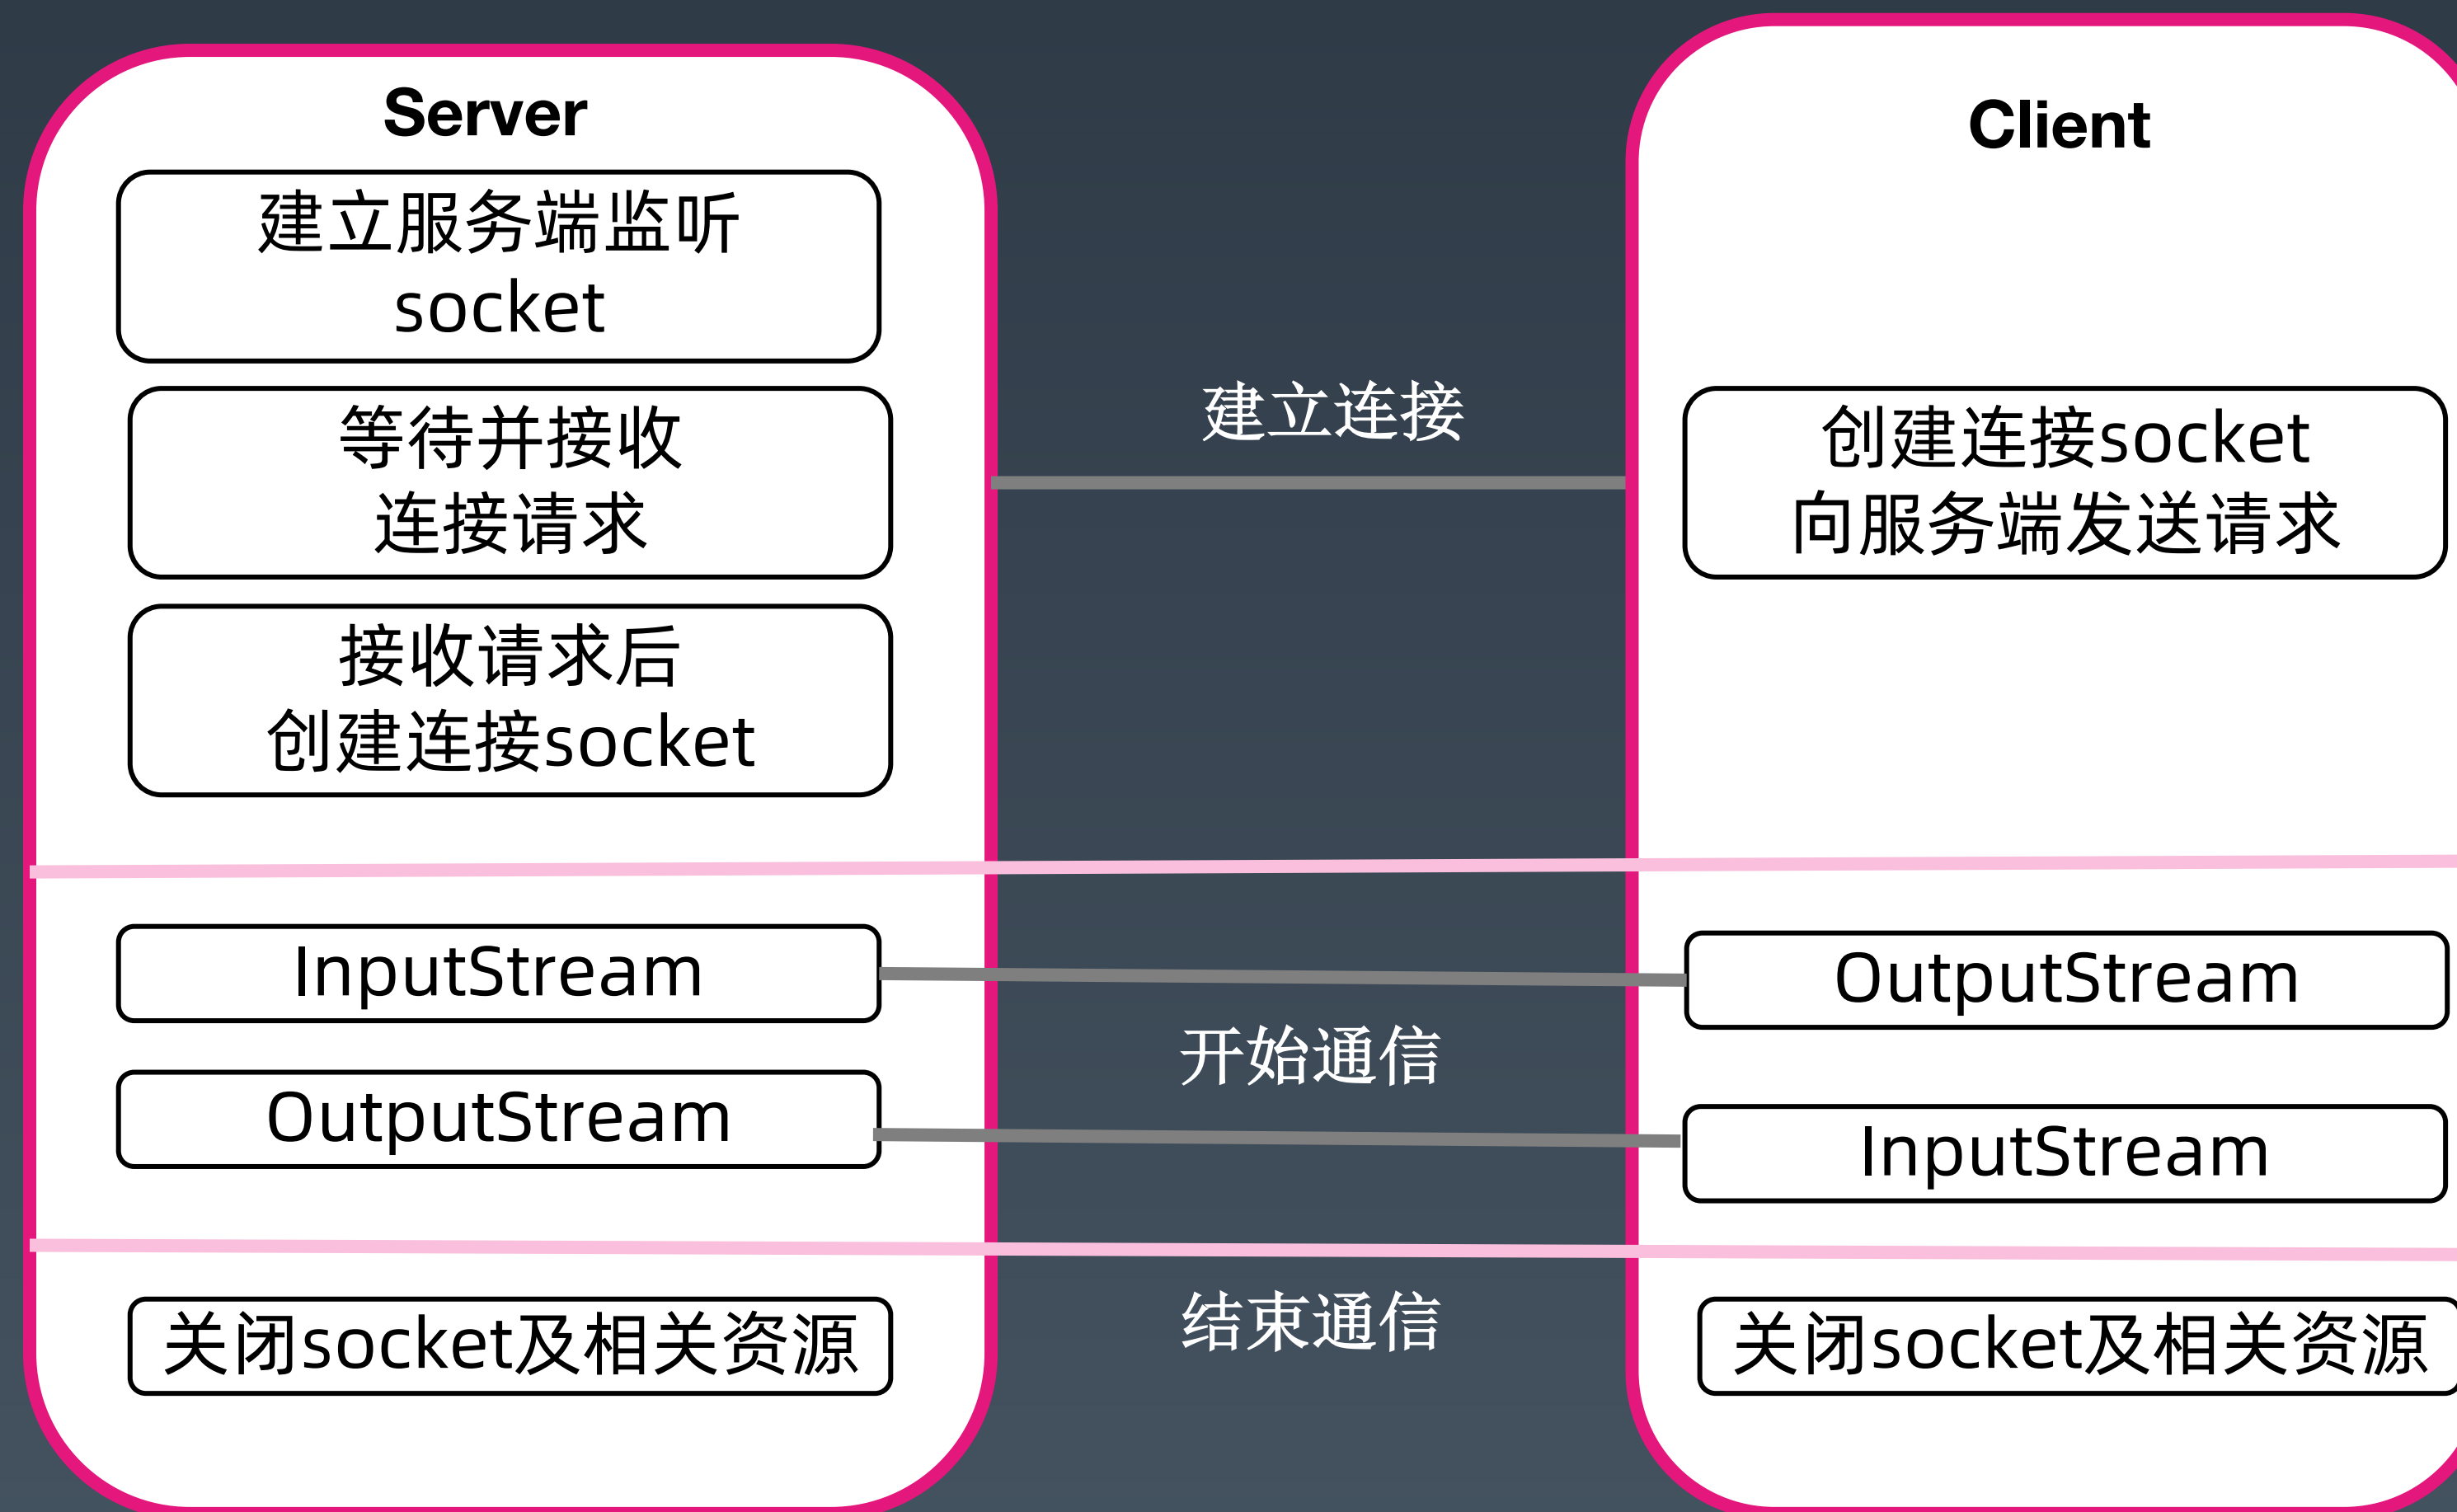 Server
建立服务端监听
socket
等待并接收
连接请求
接收请求后
创建连接socket
InputStream
OutputStream
关闭socket及相关资源
建立连接
开始通信
结束通信
Client
创建连接socket
向服务端发送请求
OutputStream
InputStream
关闭socket及相关资源